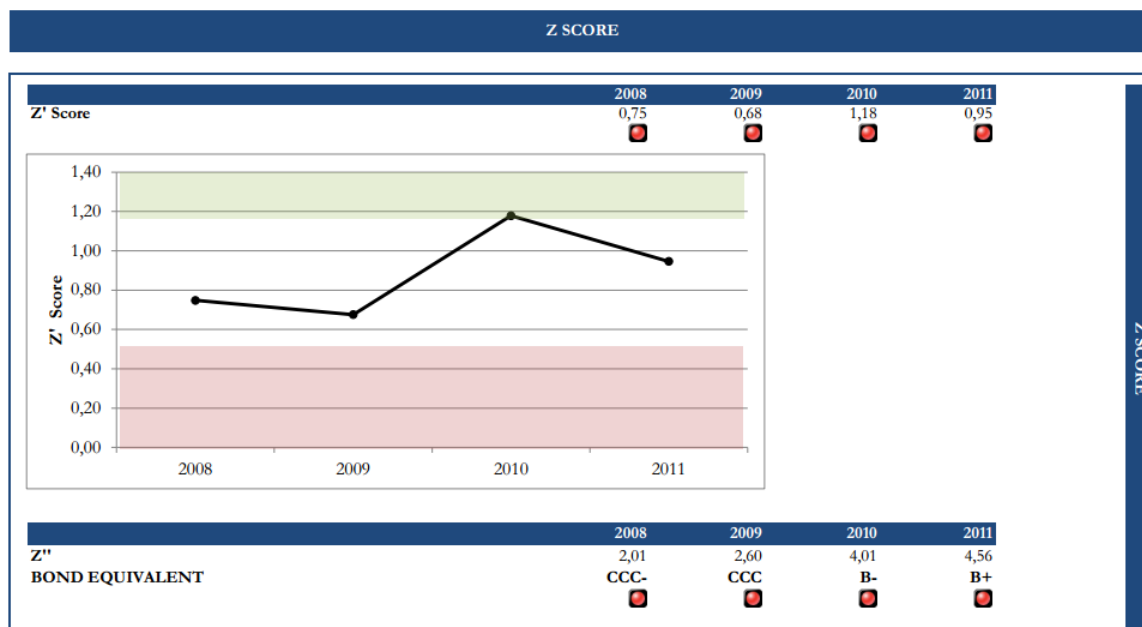 Z SCORE
2008 2009 2010 2011
Z' Score 0,75 0,68 1,18 0,95
1,40
1,20
1,00
0,80
0,60
0,40
0,20
0,00
Z' Score
2008 2009 2010 2011
2008 2009 2010 2011
Z" 2,01 2,60 4,01 4,56
BOND EQUIVALENT CCC- CCC B- B+
Z SCORE